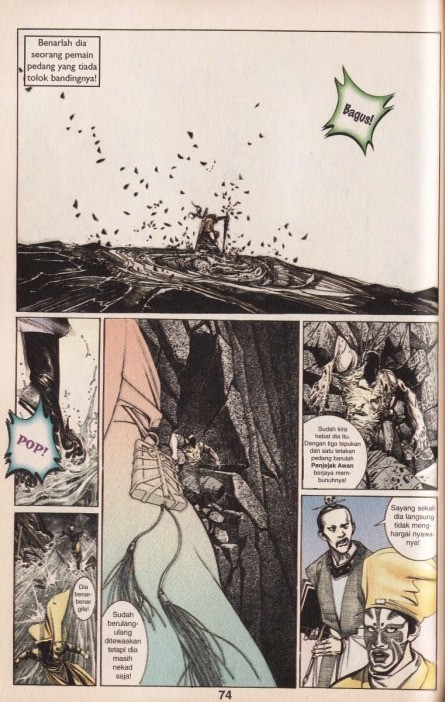 Benarlah dia
seorang pemain
pedang yang tiada
tolok bandingnya!
Bagus!
POP!
Dia
benar-
benar
gila!
Sudah
berulang-
ulang
ditewaskan
tetapi dia
masih
nekad
saja!
Sudah kira
hebat dia itu.
Dengan tiga tepukan
dan satu tetakan
pedang barulah
Penjejak Awan
berjaya mem-
bunuhnya!
Sayang sekali
dia langsung
tidak meng-
hargai nyawa-
nya!
74